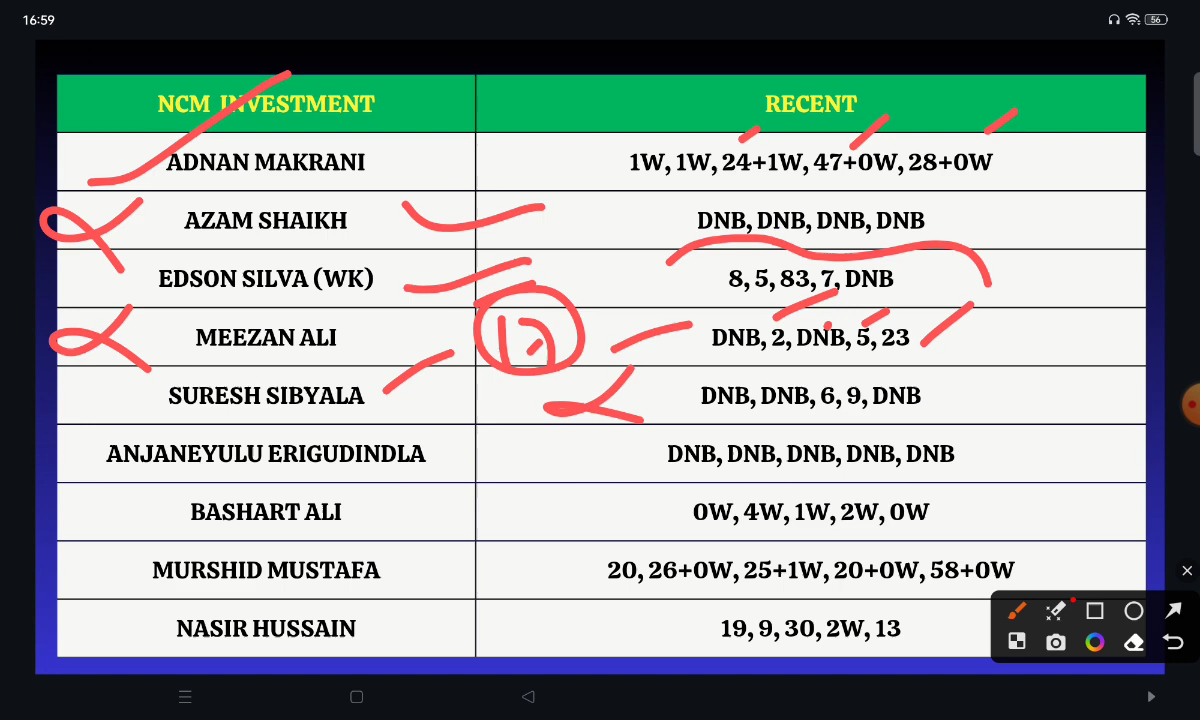 16:59 56
NCM INVESTMENT RECENT
ADNAN MAKRANI 1W, 1W, 24+1W, 47+0W, 28+0W
AZAM SHAIKH DNB, DNB, DNB, DNB
EDSON SILVA (WK) 8, 5, 83, 7, DNB
MEEZAN ALI DNB, 2, DNB, 5, 23
SURESH SIBYALA DNB, DNB, 6, 9, DNB
ANJANEYULU ERIGUDINDLA DNB, DNB, DNB, DNB, DNB
BASHART ALI 0W, 4W, 1W, 2W, 0W
MURSHID MUSTAFA 20, 26+0W, 25+1W, 20+0W, 58+0W
NASIR HUSSAIN 19, 9, 30, 2W, 13